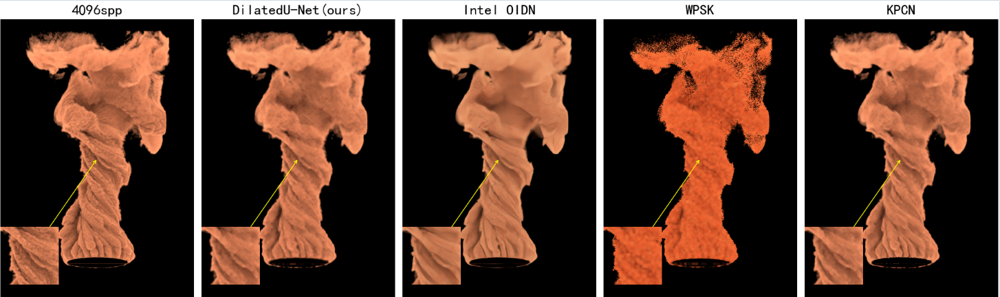 4096spp
DilatedU-Net(ours)
Intel OIDN
WPSK
KPCN